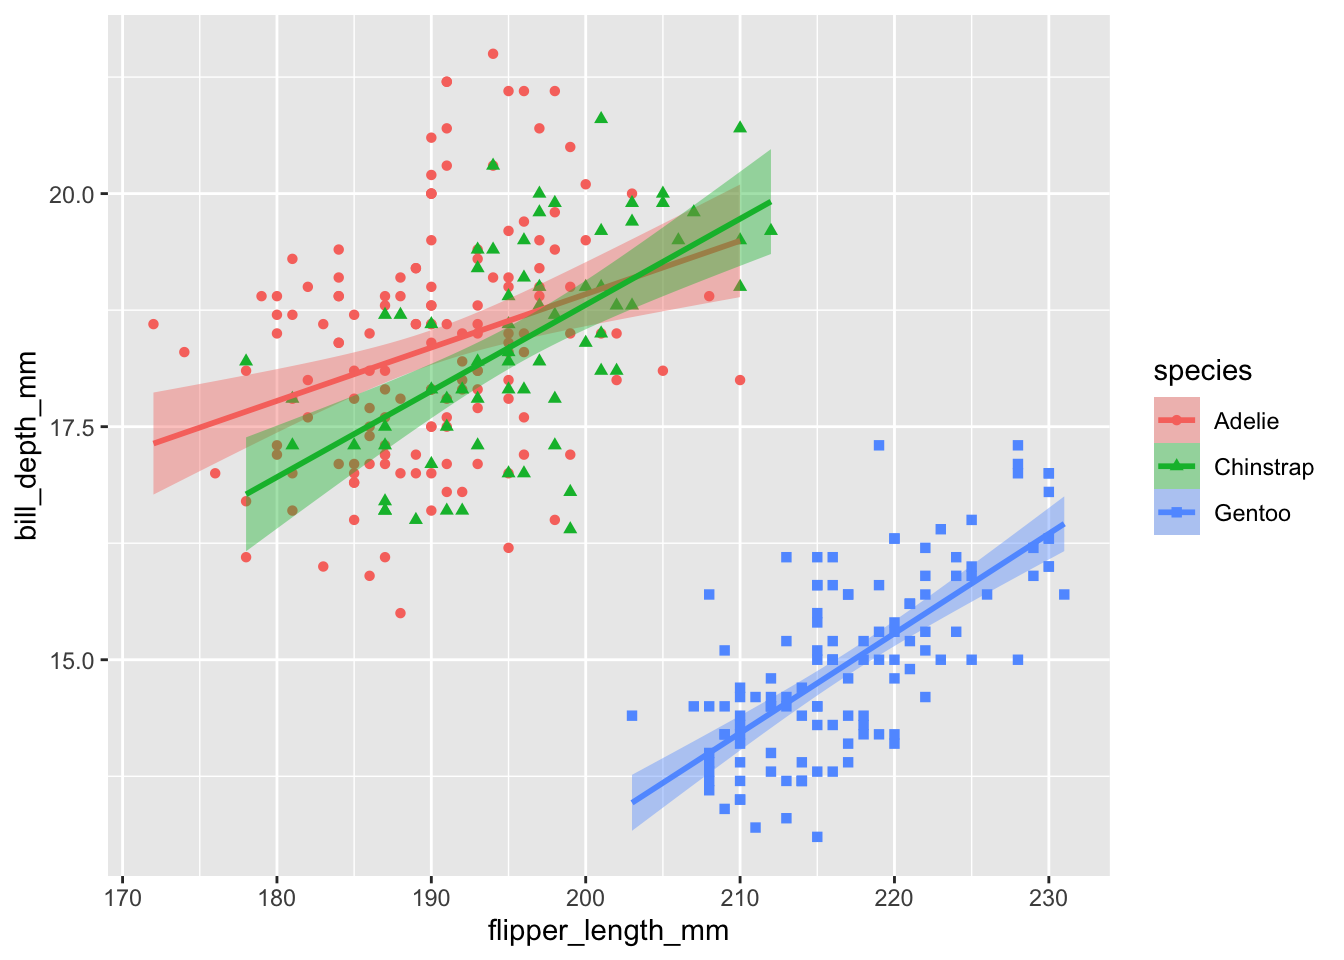 20.0
17.5
15.0
bill_depth_mm
170 180 190 200 210 220 230
flipper_length_mm
species
Adelie
Chinstrap
Gentoo